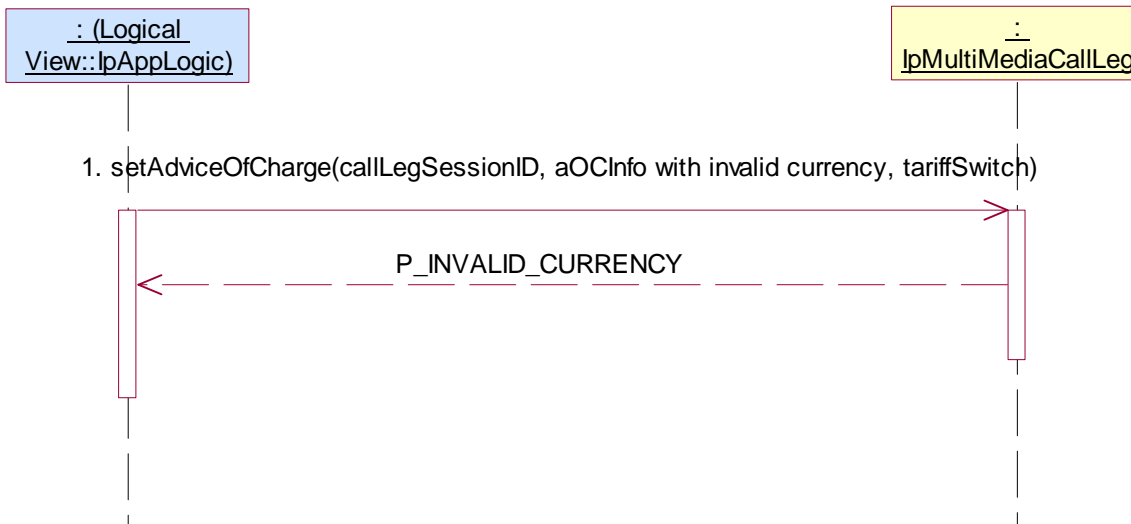 : (Logical
View::IpAppLogic)
:
IpMultiMediaCallLeg
1. setAdviceOfCharge(callLegSessionID, aOCInfo with invalid currency, tariffSwitch)
P_INVALID_CURRENCY